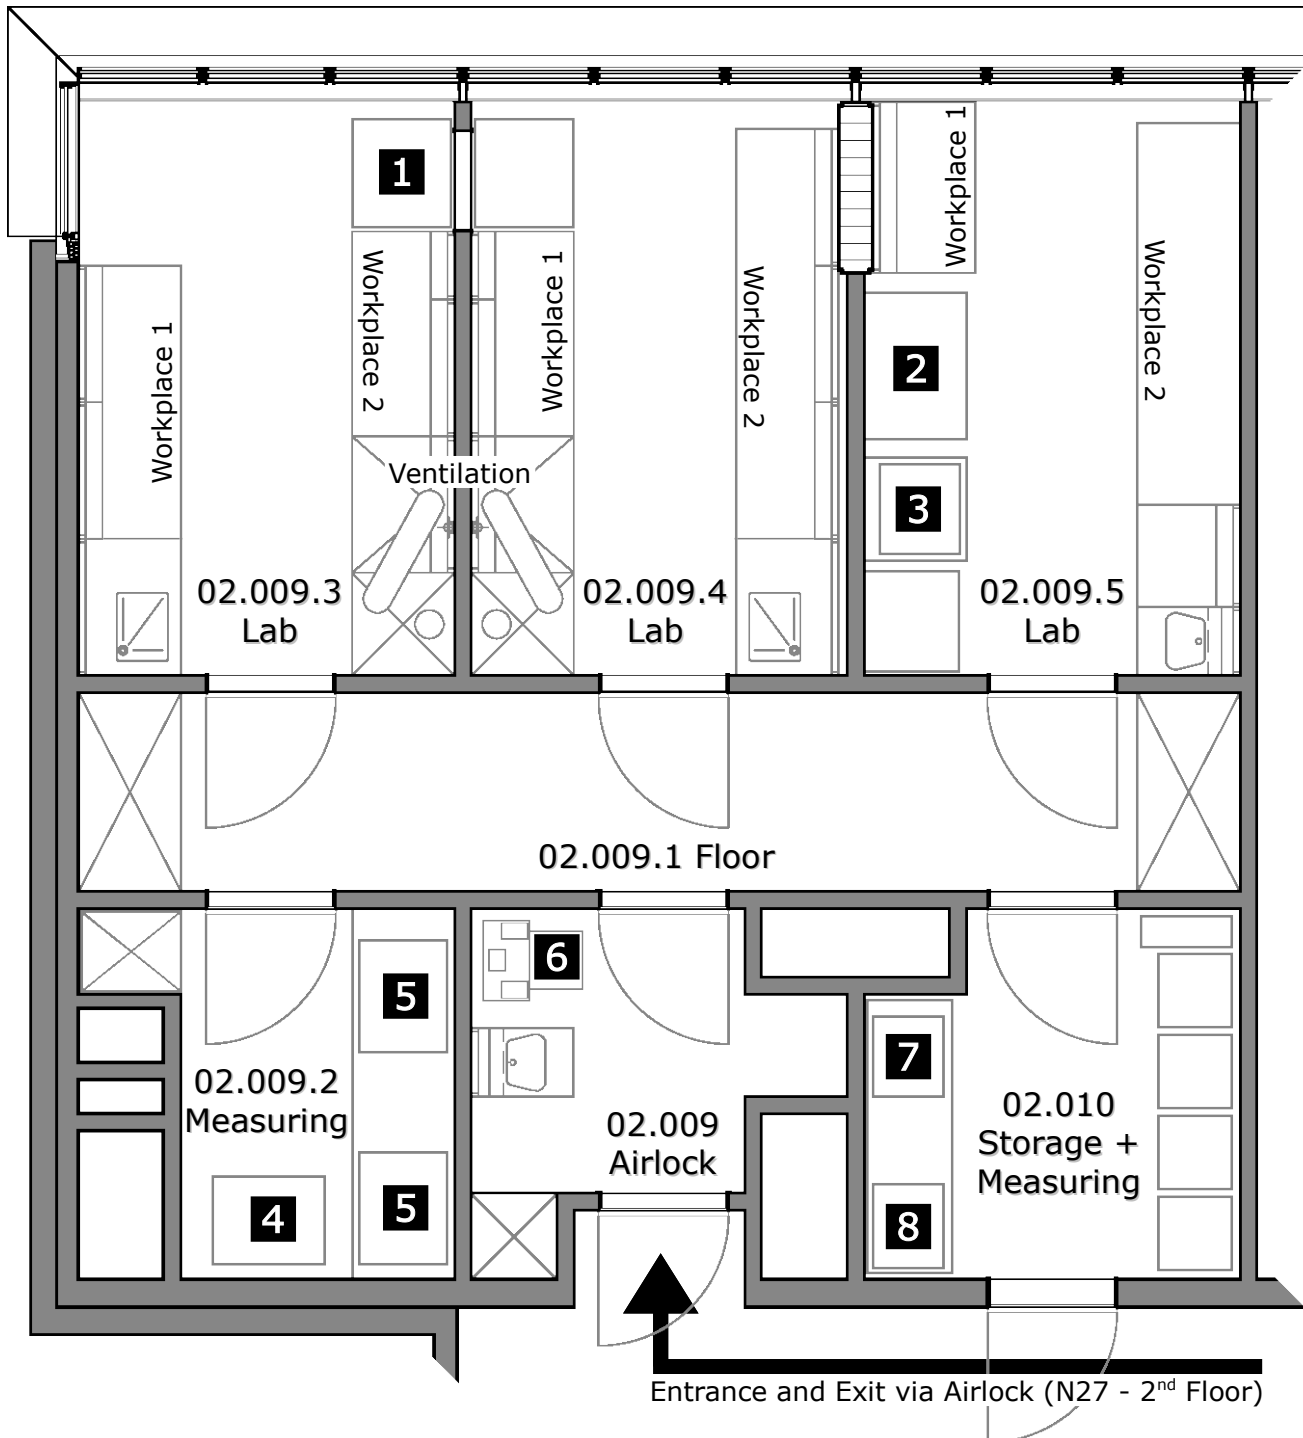 1
Workplace 1
Workplace 2
Workplace 1
Workplace 2
Workplace 1
Workplace 2
2
3
Ventilation
02.009.3
Lab
02.009.4
Lab
02.009.5
Lab
02.009.1 Floor
6
5
7
02.009.2
Measuring
02.009
Airlock
02.010
Storage +
Measuring
4
5
8
Entrance and Exit via Airlock (N27 - 2nd Floor)